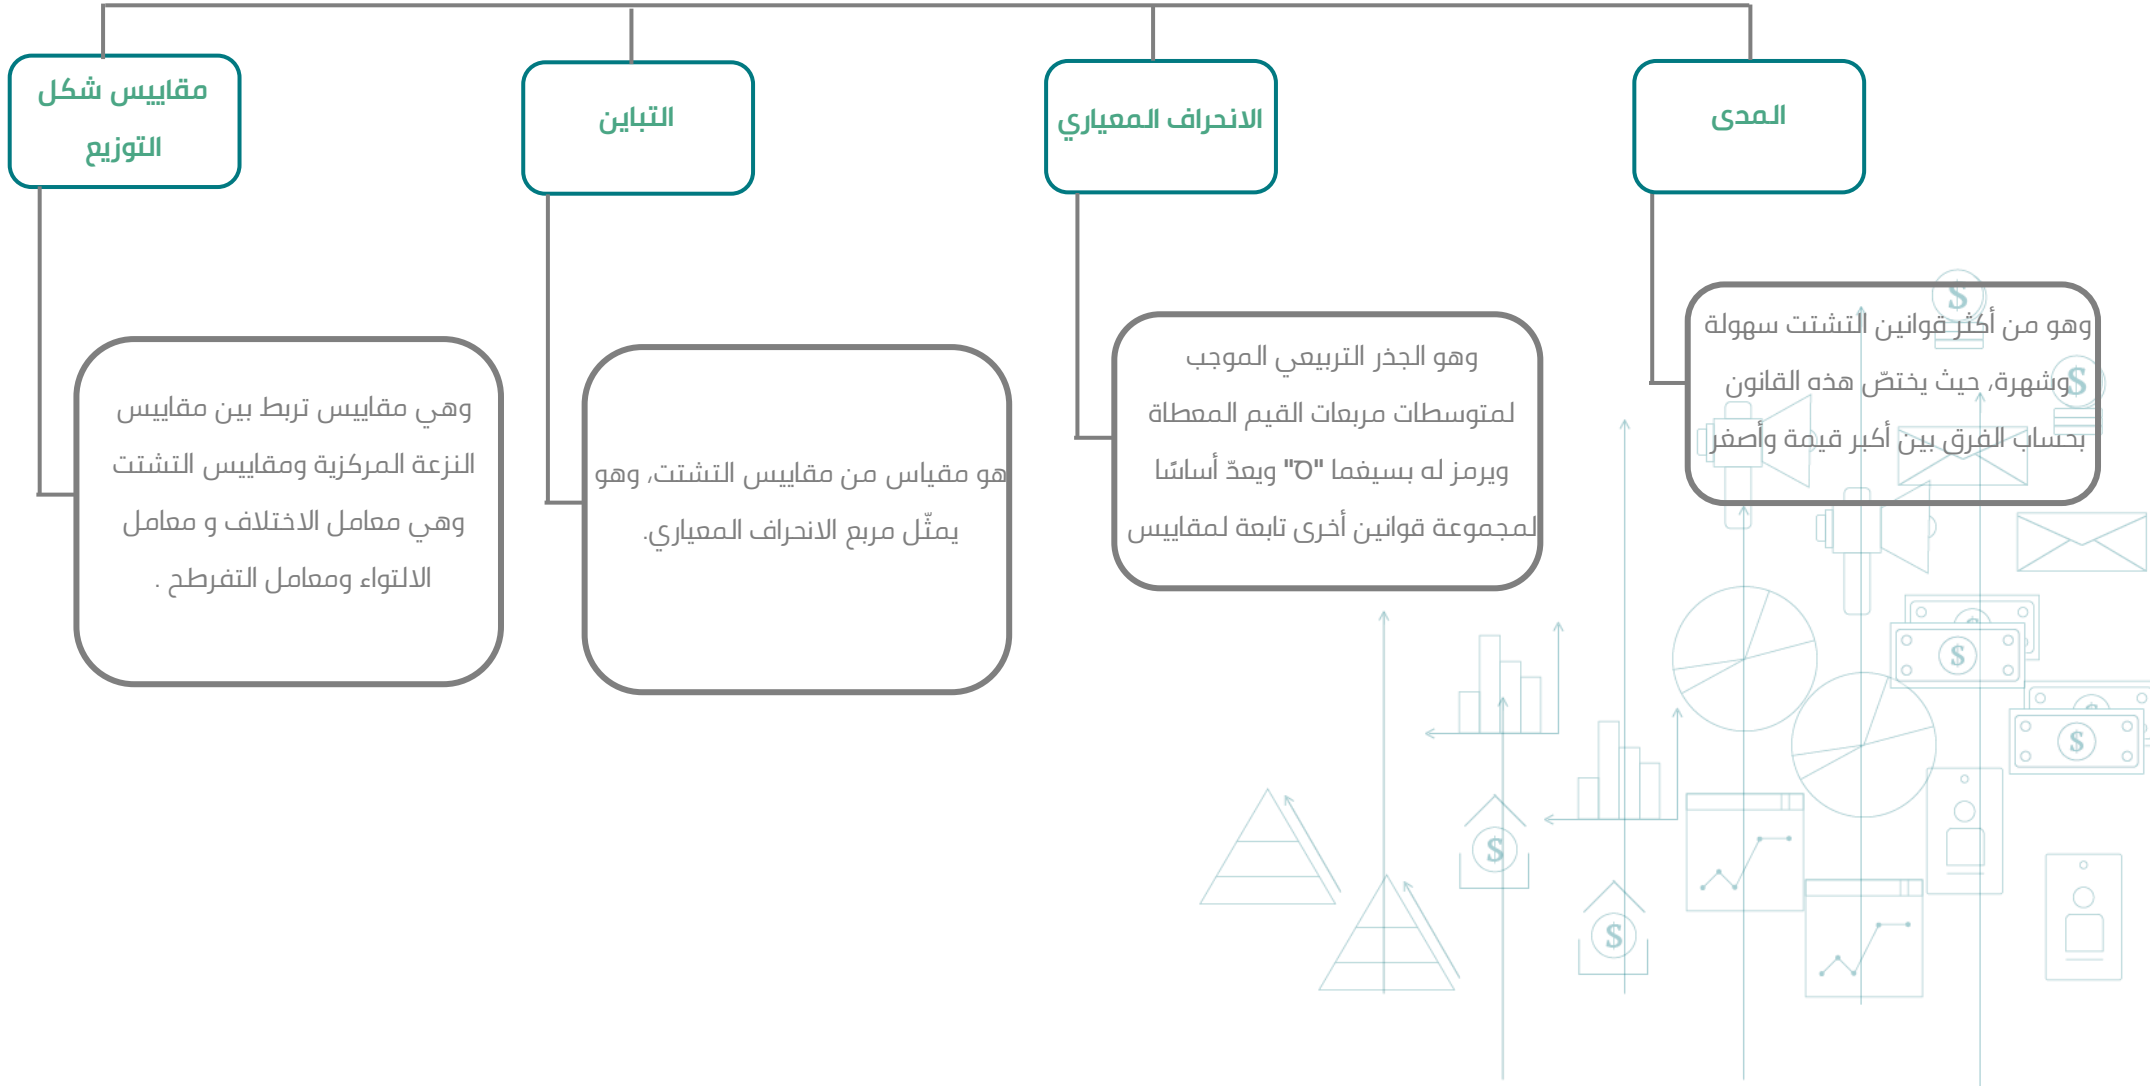 المدى
وهو من أكثر قوانين التشتت سهولة
وشهرة، حيث يختصّ هذه القانون
بحساب الفرق بين أكبر قيمة وأصغر
الانحراف المعياري
وهو الجذر التربيعي الموجب
لمتوسطات مربعات القيم المعطاة
ويرمز له بسيغما "σ" ويعدّ أساسًا
لمجموعة قوانين أخرى تابعة لمقاييس
التباين
هو مقياس من مقاييس التشتت، وهو
يمثّل مربع الانحراف المعياري.
مقاييس شكل
التوزيع
وهي مقاييس تربط بين مقاييس
النزعة المركزية ومقاييس التشتت
وهي معامل الاختلاف و معامل
الالتواء ومعامل التفرطح .
$
$
$
$
$
$